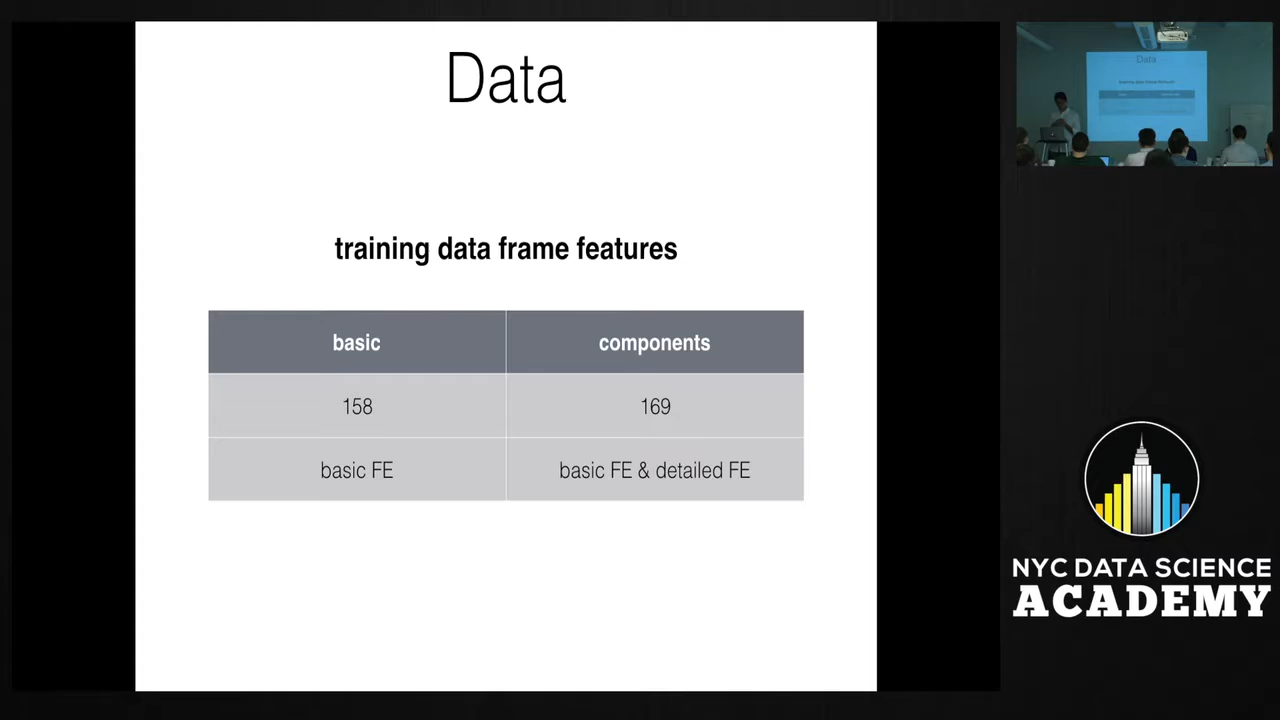 Data
training data frame features
basic components
158 169
basic FE basic FE & detailed FE
Data
NYC DATA SCIENCE
ACADEMY